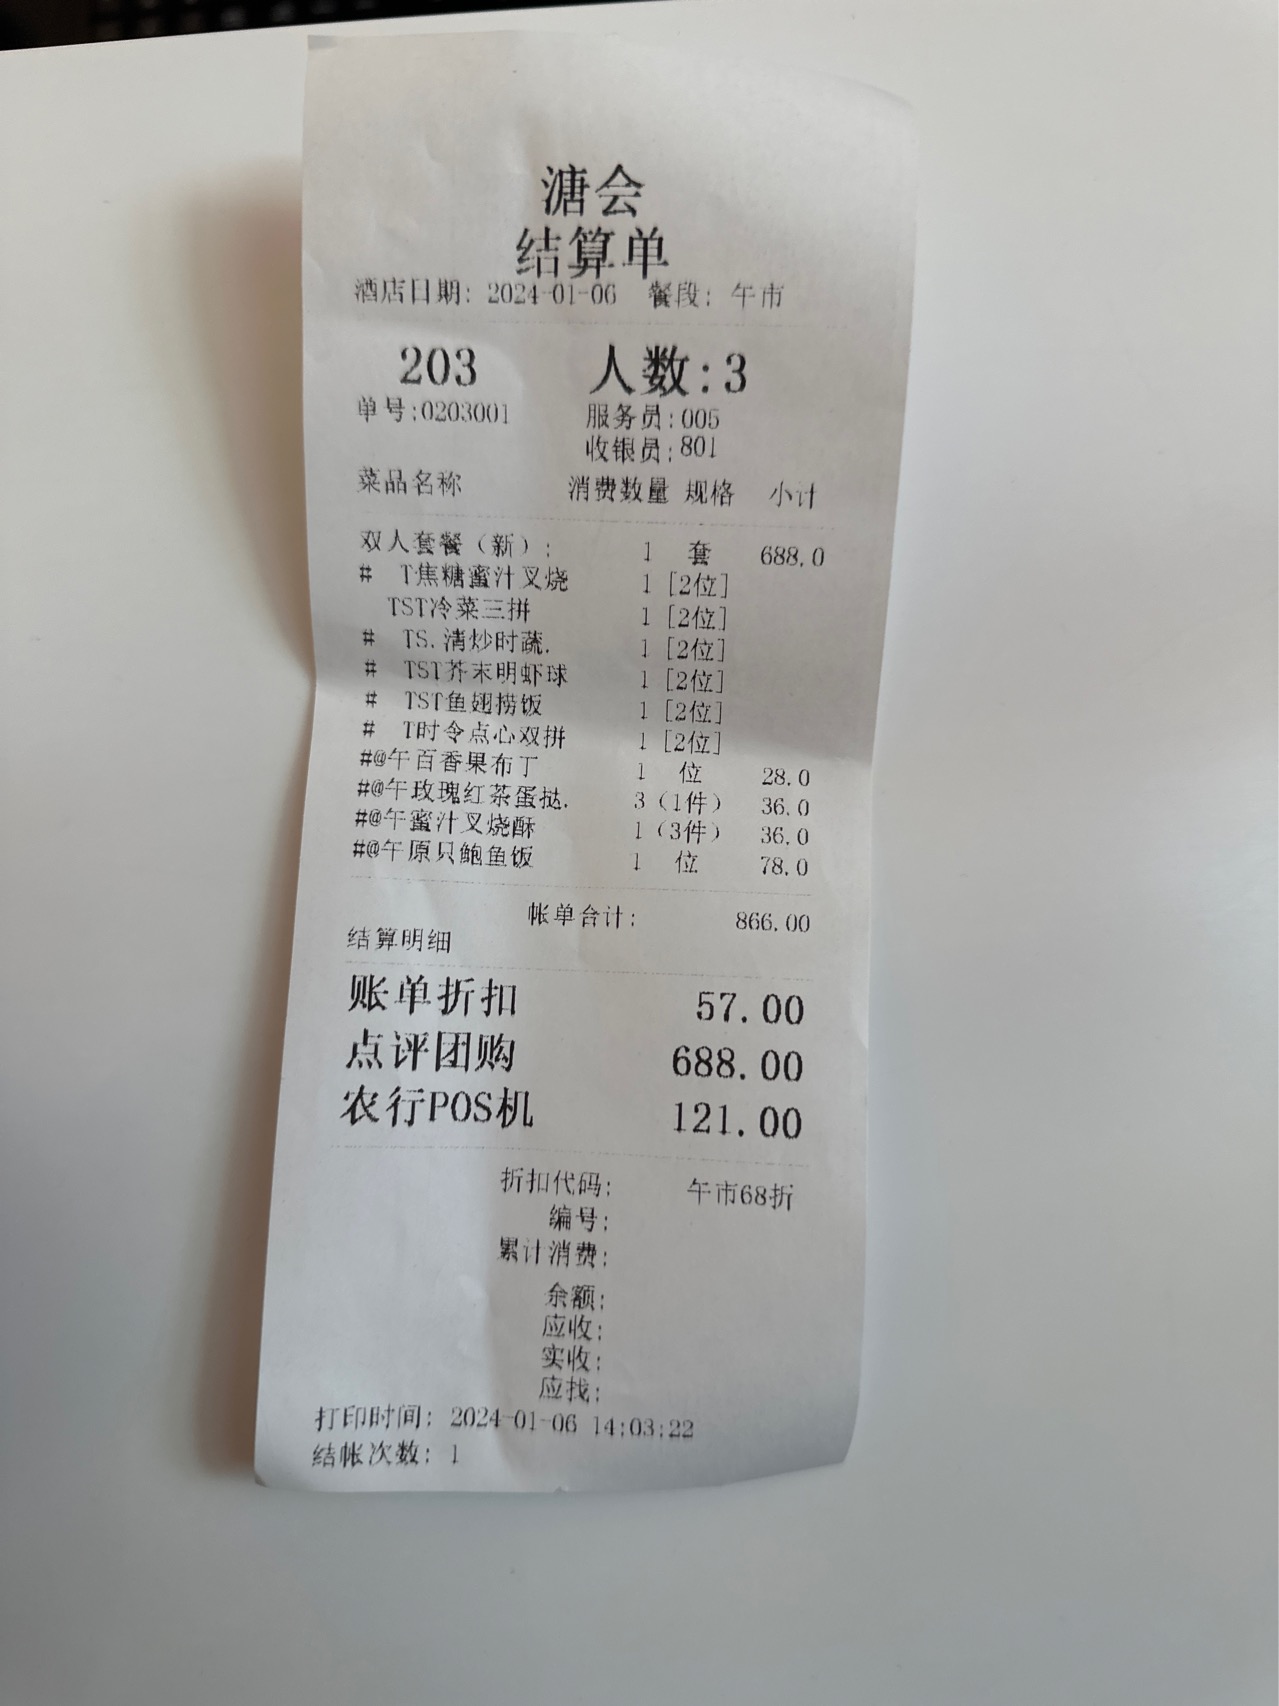 溏会
结算单
酒店日期: 2024-01-06 餐段: 午市
203 人数:3
单号:0203001 服务员:005
收银员:801
菜品名称 消费数量 规格 小计
双人套餐（新）: 1 套 688.0
# T焦糖蜜汁叉烧 1 [2位]
TST冷菜三拼 1 [2位]
# TS.清炒时蔬. 1 [2位]
# TST芥末明虾球 1 [2位]
# TST鱼翅捞饭 1 [2位]
# T时令点心双拼 1 [2位]
#@午百香果布丁 1 位 28.0
#@午玫瑰红茶蛋挞. 3（1件） 36.0
#@午蜜汁叉烧酥 1（3件） 36.0
#@午原只鲍鱼饭 1 位 78.0
帐单合计: 866.00
结算明细
账单折扣 57.00
点评团购 688.00
农行POS机 121.00
折扣代码: 午市68折
编号:
累计消费:
余额:
应收:
实收:
应找:
打印时间: 2024-01-06 14:03:22
结帐次数: 1